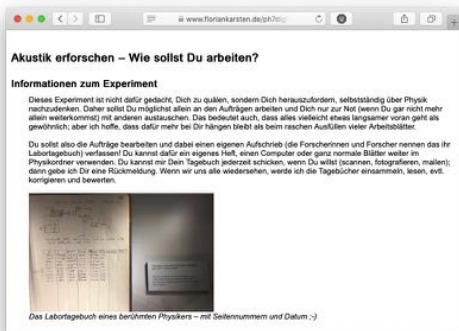 www.floriankarsten.de/ph7dig
Akustik erforschen – Wie sollst Du arbeiten?
Informationen zum Experiment
Dieses Experiment ist nicht dafür gedacht, Dich zu quälen, sondern Dich herauszufordern, selbstständig über Physik
nachzudenken. Daher sollst Du möglichst allein an den Aufträgen arbeiten und Dich nur zur Not (wenn Du gar nicht mehr
allein weiterkommst) mit anderen austauschen. Das bedeutet auch, dass alles vielleicht etwas langsamer voran geht als
gewöhnlich; aber ich hoffe, dass dafür mehr bei Dir hängen bleibt als beim raschen Ausfüllen vieler Arbeitsblätter.
Du sollst also die Aufträge bearbeiten und dabei einen eigenen Aufschrieb (die Forscherinnen und Forscher nennen das ihr
Labortagebuch) verfassen! Du kannst dafür ein eigenes Heft, einen Computer oder ganz normale Blätter weiter im
Physikordner verwenden. Du kannst mir Dein Tagebuch jederzeit schicken, wenn Du willst (scannen, fotografieren, mailen);
dann gebe ich Dir eine Rückmeldung. Wenn wir uns alle wiedersehen, werde ich die Tagebücher einsammeln, lesen, evtl.
korrigieren und bewerten.
Das Labortagebuch eines berühmten Physikers – mit Seitennummern und Datum ;-)